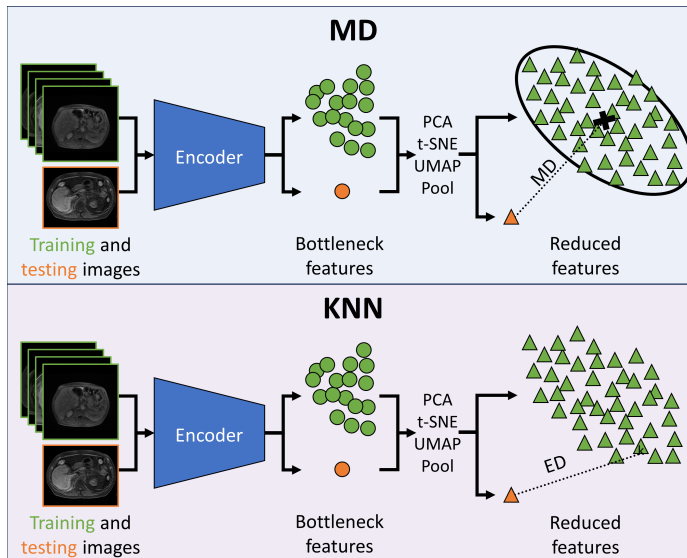 MD
Encoder
PCA
t-SNE
UMAP
Pool
MD
Training and
testing images
Bottleneck
features
Reduced
features
KNN
Encoder
PCA
t-SNE
UMAP
Pool
ED
Training and
testing images
Bottleneck
features
Reduced
features